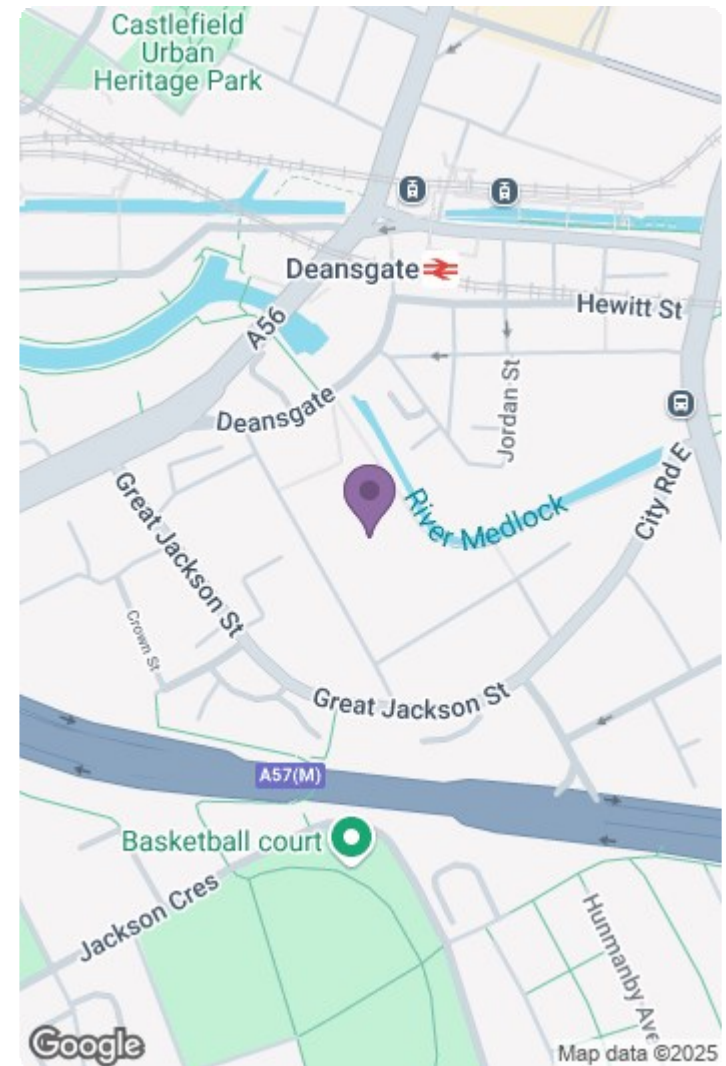 Castlefield
Urban
Heritage Park
Deansgate
Hewitt St
A56
Jordan St
Deansgate
River Medlock
City Rd E
Great Jackson St
Crown St
Great Jackson St
A57(M)
Basketball court
Jackson Cres
Hunmanby Ave
Google
Map data ©2025